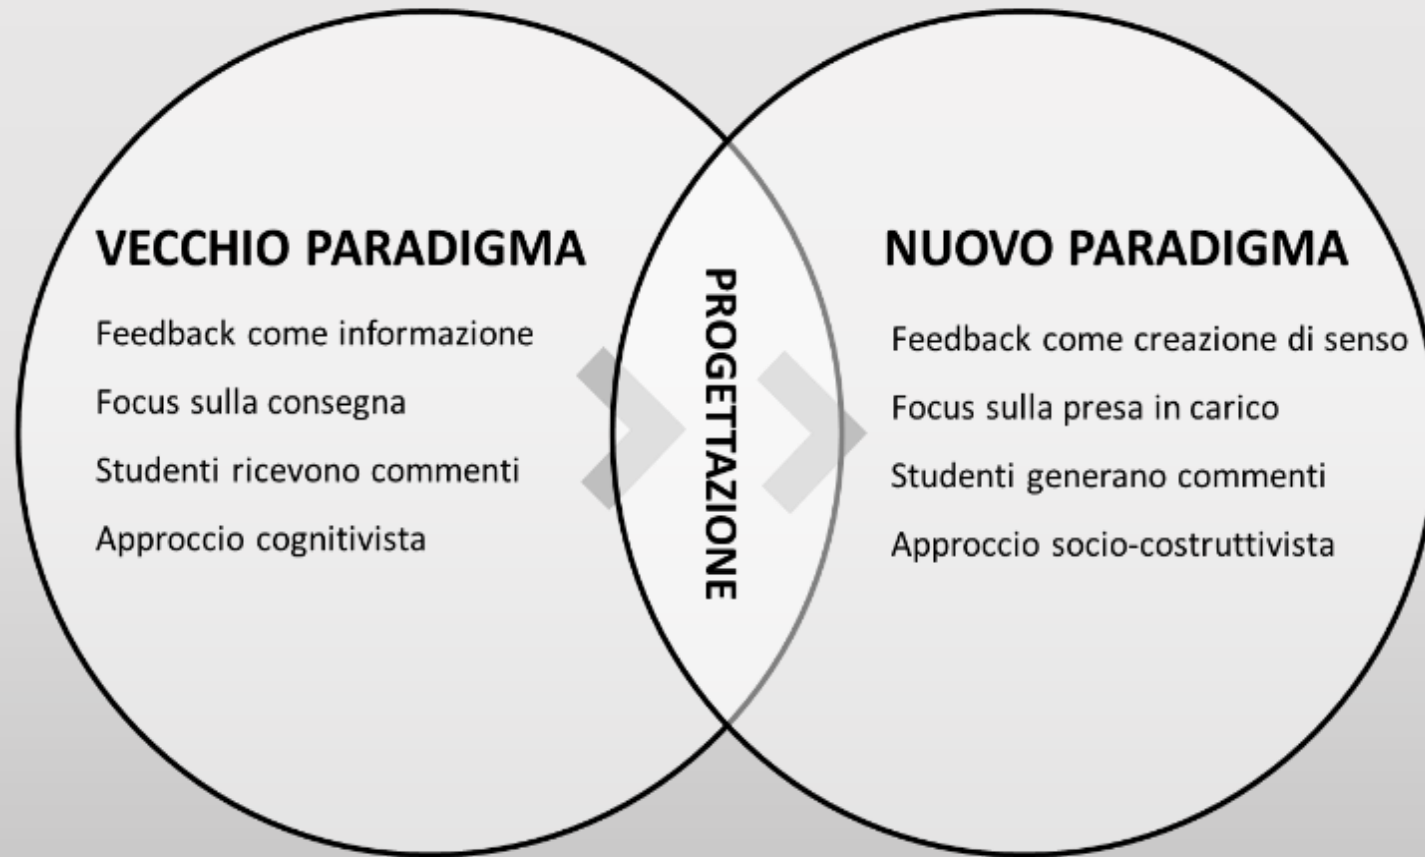 VECCHIO PARADIGMA
Feedback come informazione
Focus sulla consegna
Studenti ricevono commenti
Approccio cognitivista
PROGETTAZIONE
NUOVO PARADIGMA
Feedback come creazione di senso
Focus sulla presa in carico
Studenti generano commenti
Approccio socio-costruttivista